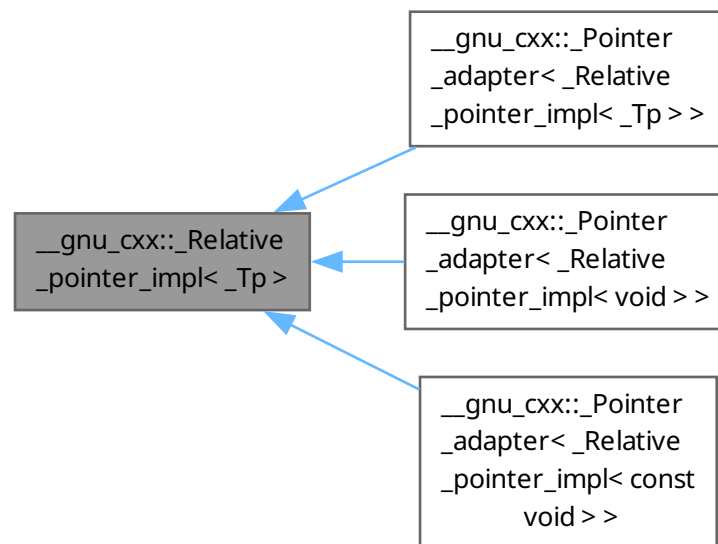 __gnu_cxx::_Pointer
_adapter< _Relative
_pointer_impl< _Tp > >
__gnu_cxx::_Relative
_pointer_impl< _Tp >
__gnu_cxx::_Pointer
_adapter< _Relative
_pointer_impl< void > >
__gnu_cxx::_Pointer
_adapter< _Relative
_pointer_impl< const
void > >